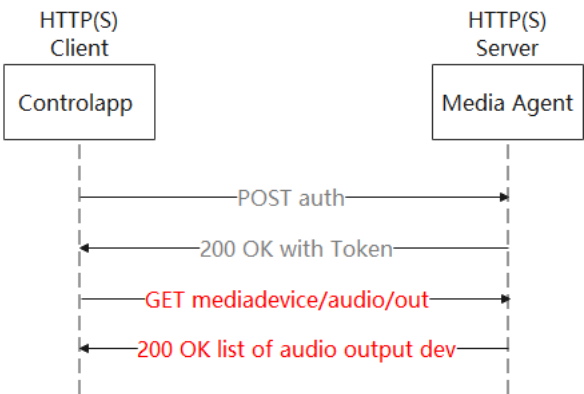 HTTP(S)
Client
HTTP(S)
Server
Controlapp
Media Agent
POST auth
200 OK with Token
GET mediadevice/audio/out
200 OK list of audio output dev